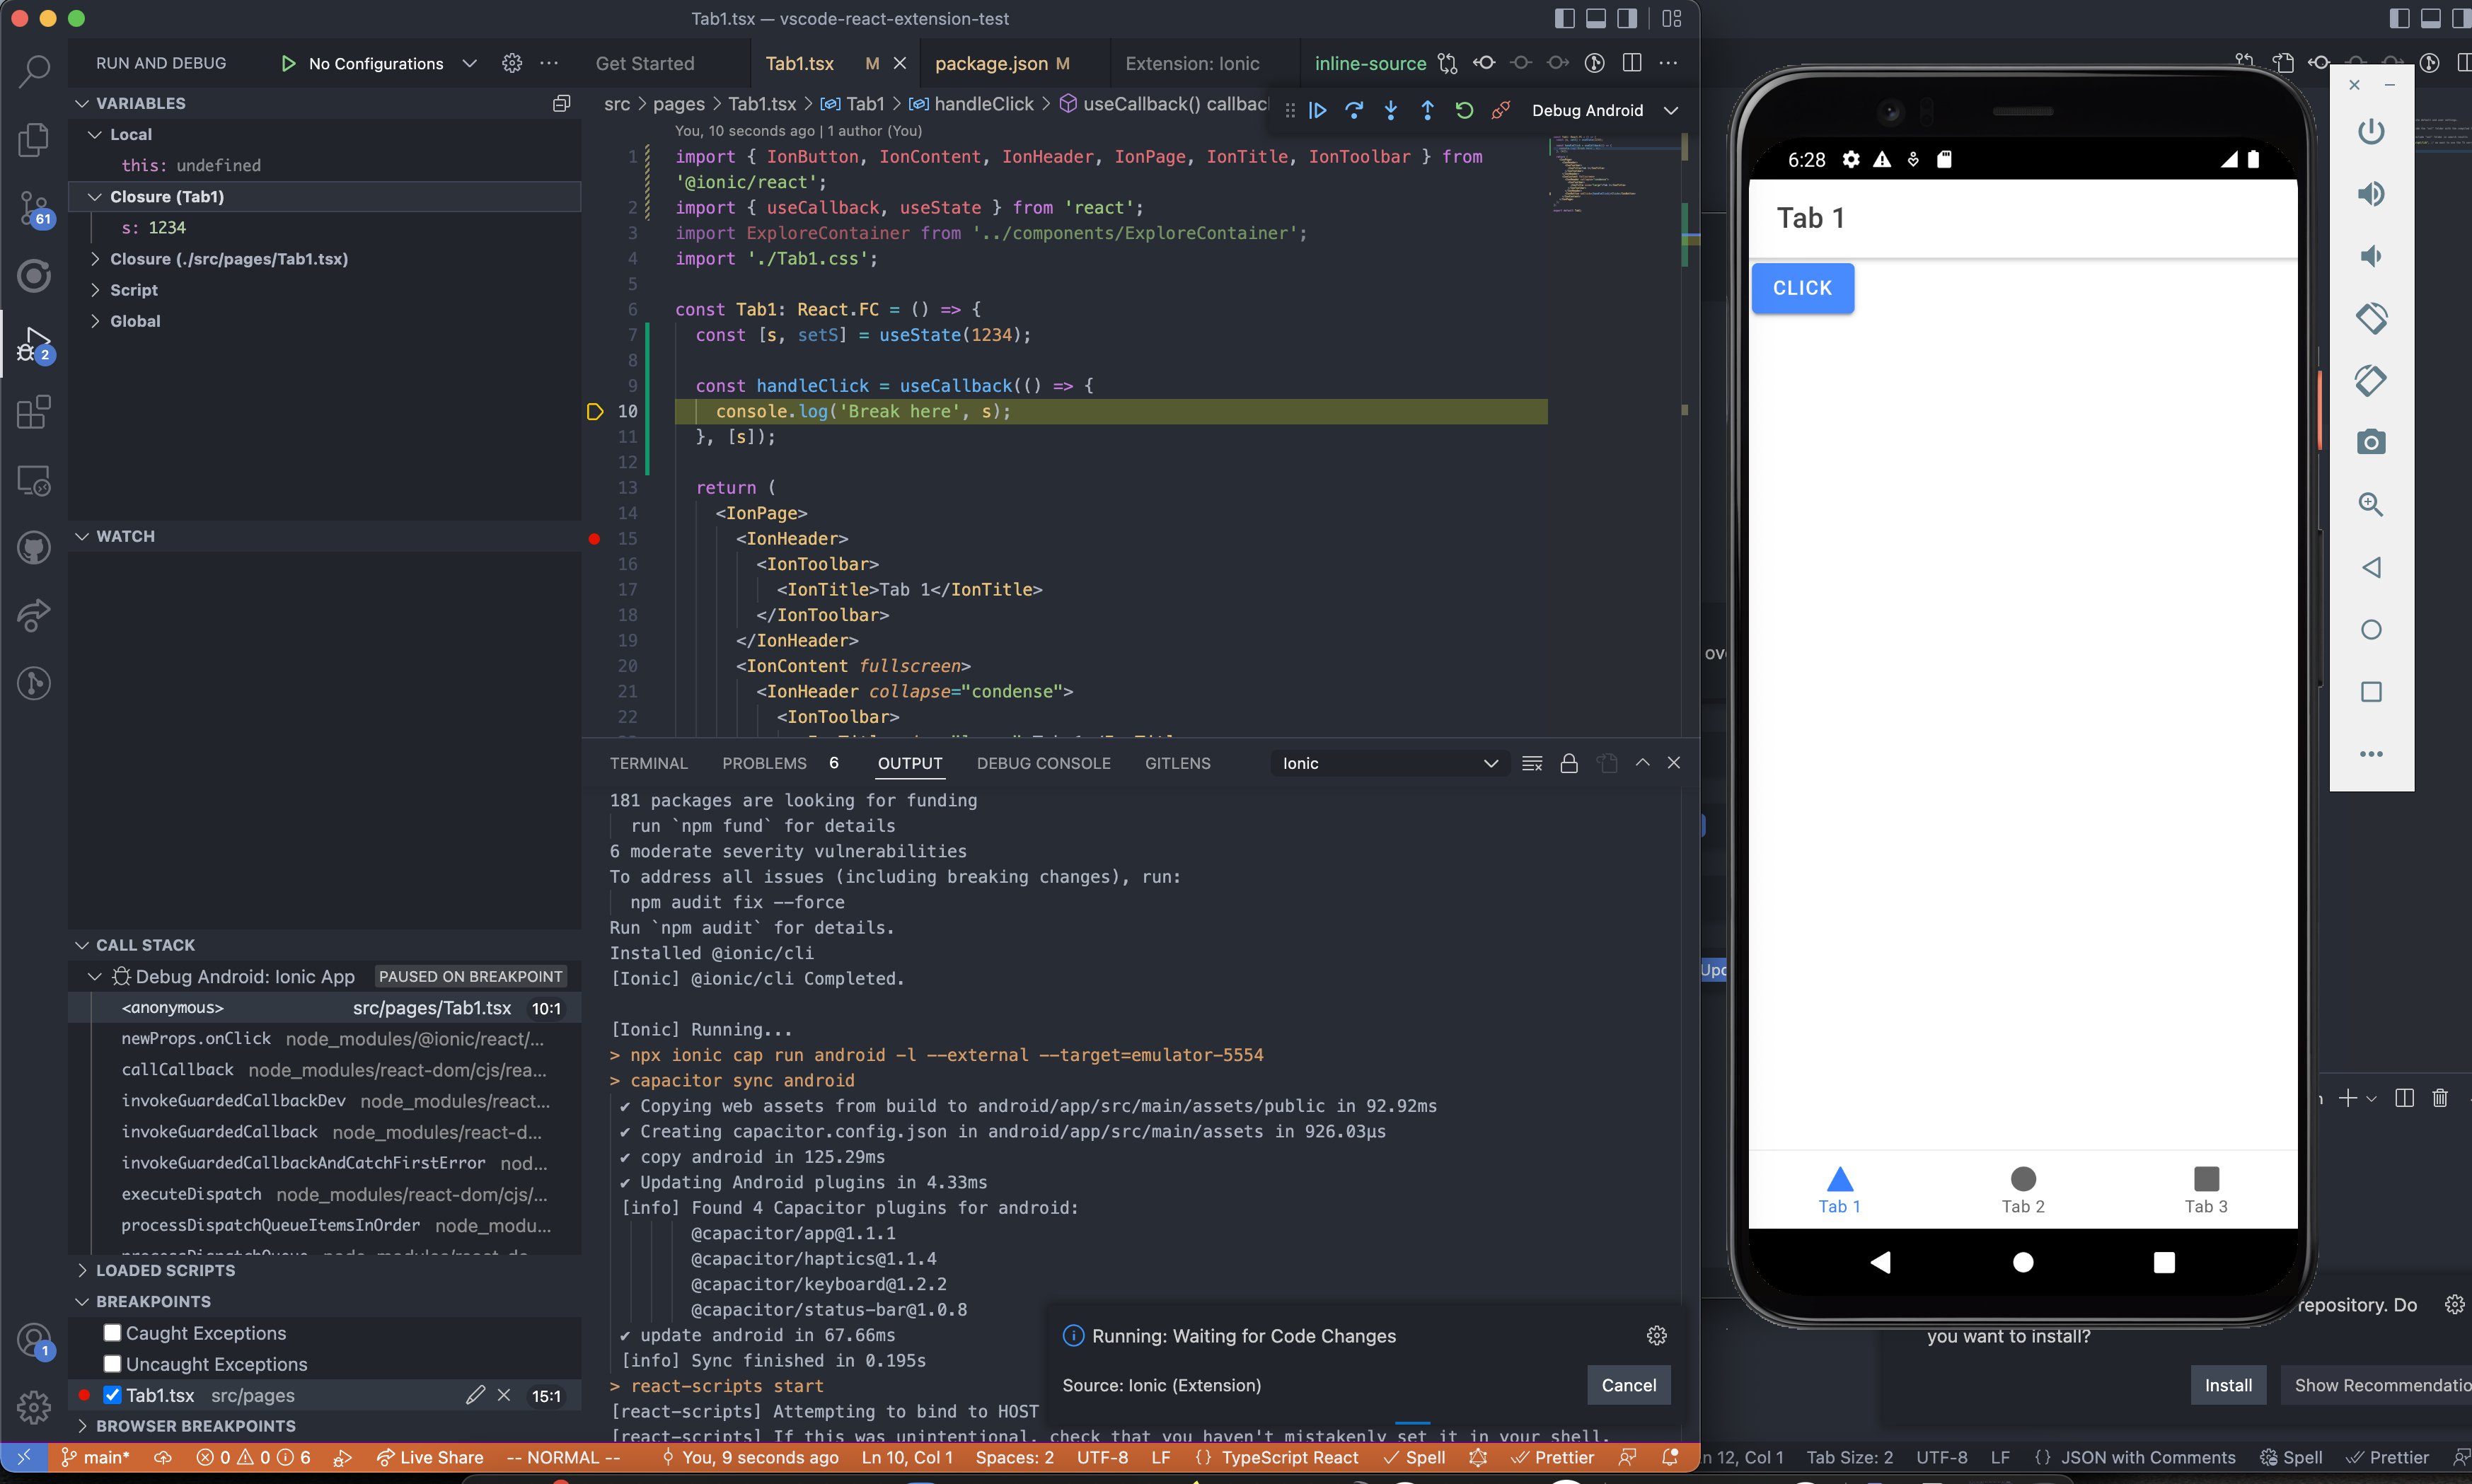 Tab1.tsx — vscode-react-extension-test
RUN AND DEBUG
No Configurations
Get Started
Tab1.tsx M
package.json M
Extension: Ionic
inline-source
VARIABLES
Local
this: undefined
Closure (Tab1)
s: 1234
Closure (./src/pages/Tab1.tsx)
Script
Global
WATCH
CALL STACK
Debug Android: Ionic App PAUSED ON BREAKPOINT
<anonymous> src/pages/Tab1.tsx 10:1
newProps.onClick node_modules/@ionic/react/...
callCallback node_modules/react-dom/cjs/rea...
invokeGuardedCallbackDev node_modules/react...
invokeGuardedCallback node_modules/react-d...
invokeGuardedCallbackAndCatchFirstError nod...
executeDispatch node_modules/react-dom/cjs/...
processDispatchQueueItemsInOrder node_modu...
LOADED SCRIPTS
BREAKPOINTS
Caught Exceptions
Uncaught Exceptions
Tab1.tsx src/pages 15:1
BROWSER BREAKPOINTS
61
2
1
src > pages > Tab1.tsx > Tab1 > handleClick > useCallback() callbac
Debug Android
You, 10 seconds ago | 1 author (You)
1 import { IonButton, IonContent, IonHeader, IonPage, IonTitle, IonToolbar } from
'@ionic/react';
2 import { useCallback, useState } from 'react';
3 import ExploreContainer from '../components/ExploreContainer';
4 import './Tab1.css';
5
6 const Tab1: React.FC = () => {
7 const [s, setS] = useState(1234);
8
9 const handleClick = useCallback(() => {
10 console.log('Break here', s);
11 }, [s]);
12
13 return (
14 <IonPage>
15 <IonHeader>
16 <IonToolbar>
17 <IonTitle>Tab 1</IonTitle>
18 </IonToolbar>
19 </IonHeader>
20 <IonContent fullscreen>
21 <IonHeader collapse="condense">
22 <IonToolbar>
TERMINAL PROBLEMS 6 OUTPUT DEBUG CONSOLE GITLENS Ionic
181 packages are looking for funding
run `npm fund` for details
6 moderate severity vulnerabilities
To address all issues (including breaking changes), run:
npm audit fix --force
Run `npm audit` for details.
Installed @ionic/cli
[Ionic] @ionic/cli Completed.
[Ionic] Running...
> npx ionic cap run android -l --external --target=emulator-5554
> capacitor sync android
✔ Copying web assets from build to android/app/src/main/assets/public in 92.92ms
✔ Creating capacitor.config.json in android/app/src/main/assets in 926.03μs
✔ copy android in 125.29ms
✔ Updating Android plugins in 4.33ms
[info] Found 4 Capacitor plugins for android:
@capacitor/app@1.1.1
@capacitor/haptics@1.1.4
@capacitor/keyboard@1.2.2
@capacitor/status-bar@1.0.8
✔ update android in 67.66ms
[info] Sync finished in 0.195s
> react-scripts start
[react-scripts] Attempting to bind to HOST
[react-scripts] If this was unintentional, check that you haven't mistakenly set it in your shell.
Running: Waiting for Code Changes
Source: Ionic (Extension)
Cancel
main* 0 0 6 Live Share -- NORMAL -- You, 9 seconds ago Ln 10, Col 1 Spaces: 2 UTF-8 LF {} TypeScript React Spell Prettier
6:28
Tab 1
CLICK
Tab 1
Tab 2
Tab 3
ov
Upd
repository. Do
you want to install?
Install
Show Recommendatio
n 12, Col 1 Tab Size: 2 UTF-8 LF {} JSON with Comments Spell Prettier